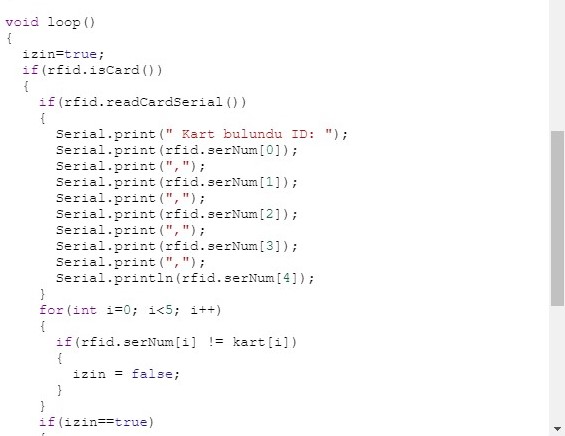 void loop()
{
  izin=true;
  if(rfid.isCard())
  {
    if(rfid.readCardSerial())
    {
      Serial.print(" Kart bulundu ID: ");
      Serial.print(rfid.serNum[0]);
      Serial.print(",");
      Serial.print(rfid.serNum[1]);
      Serial.print(",");
      Serial.print(rfid.serNum[2]);
      Serial.print(",");
      Serial.print(rfid.serNum[3]);
      Serial.print(",");
      Serial.println(rfid.serNum[4]);
    }
    for(int i=0; i<5; i++)
    {
      if(rfid.serNum[i] != kart[i])
      {
        izin = false;
      }
    }
    if(izin==true)
    {